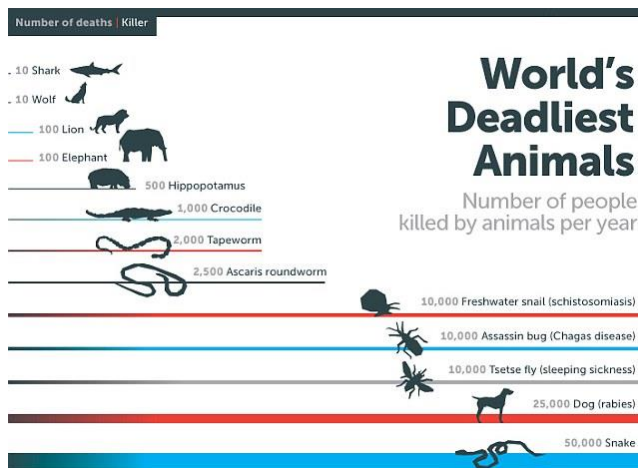 Number of deaths | Killer
World's
Deadliest
Animals
Number of people
killed by animals per year
10 Shark
10 Wolf
100 Lion
100 Elephant
500 Hippopotamus
1,000 Crocodile
2,000 Tapeworm
2,500 Ascaris roundworm
10,000 Freshwater snail (schistosomiasis)
10,000 Assassin bug (Chagas disease)
10,000 Tsetse fly (sleeping sickness)
25,000 Dog (rabies)
50,000 Snake